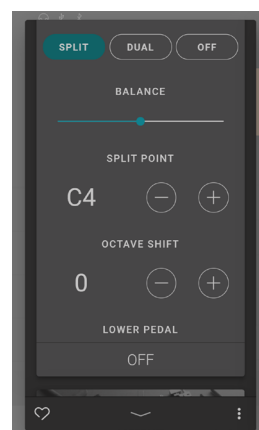 SPLIT DUAL OFF
BALANCE
SPLIT POINT
C4
OCTAVE SHIFT
0
LOWER PEDAL
OFF